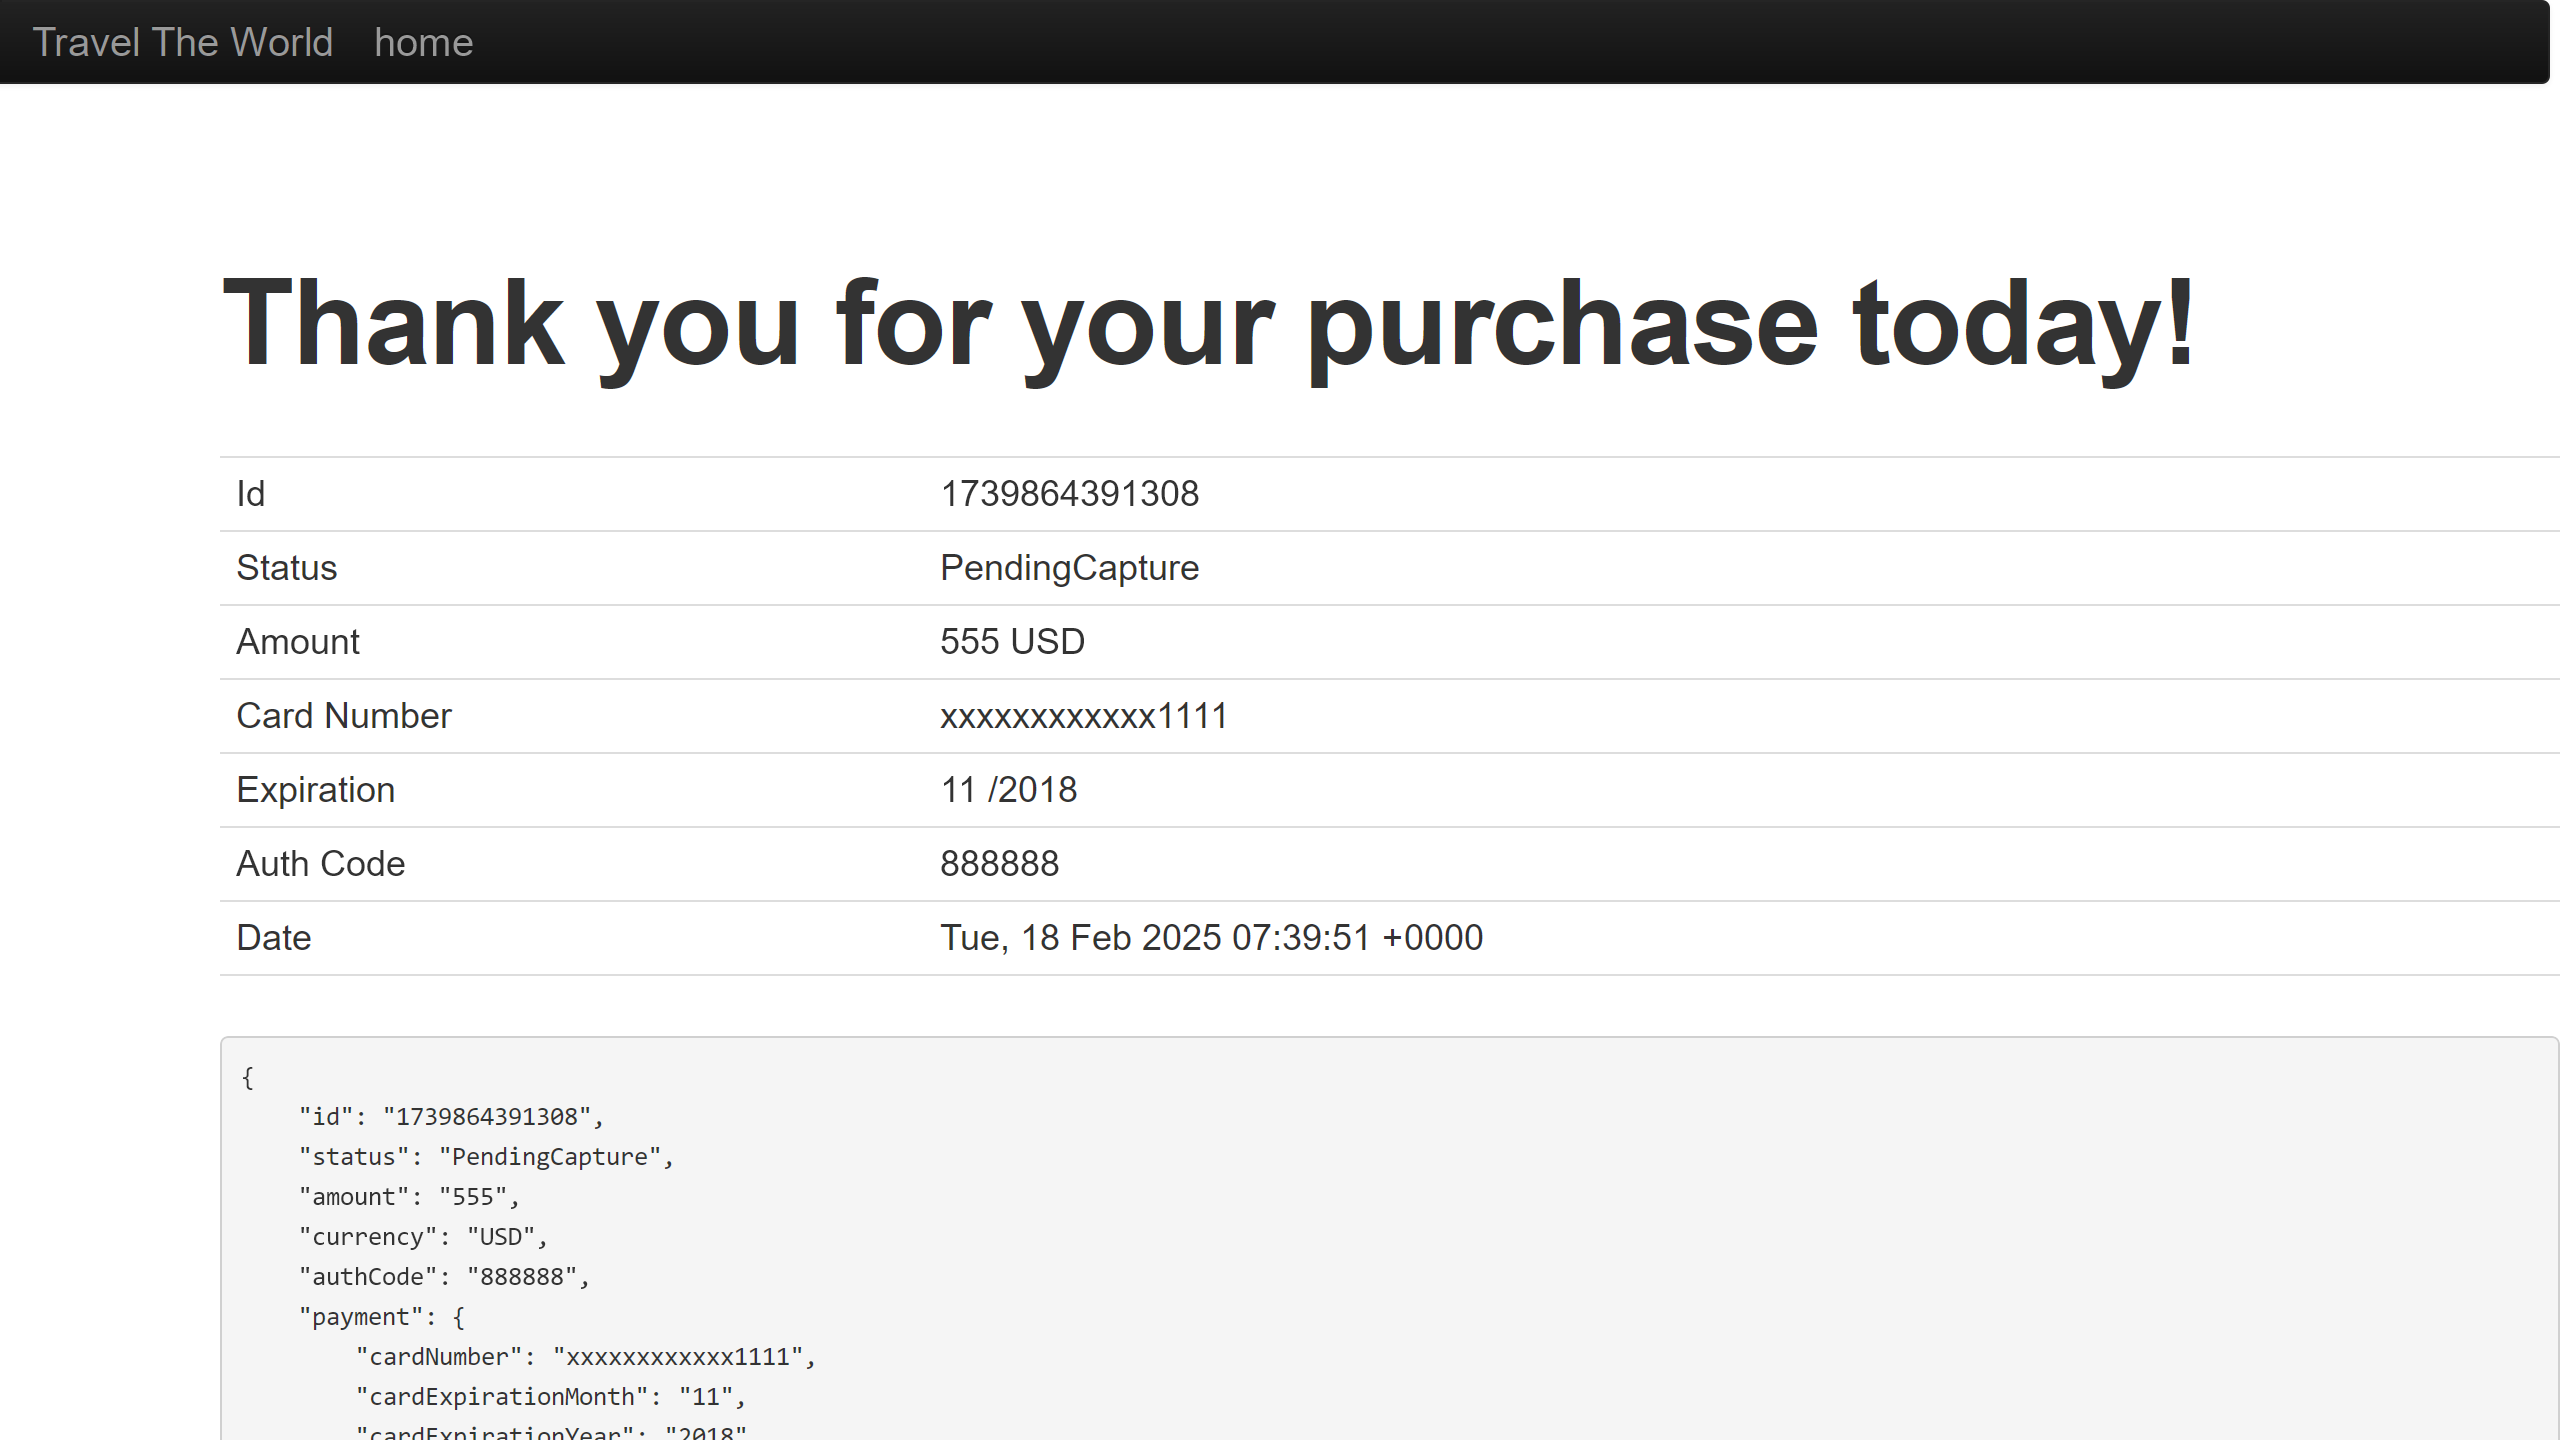 Travel The World home
Thank you for your purchase today!
Id 1739864391308
Status PendingCapture
Amount 555 USD
Card Number xxxxxxxxxxxx1111
Expiration 11 /2018
Auth Code 888888
Date Tue, 18 Feb 2025 07:39:51 +0000
{
    "id": "1739864391308",
    "status": "PendingCapture",
    "amount": "555",
    "currency": "USD",
    "authCode": "888888",
    "payment": {
        "cardNumber": "xxxxxxxxxxxx1111",
        "cardExpirationMonth": "11",
        "cardExpirationYear": "2018"